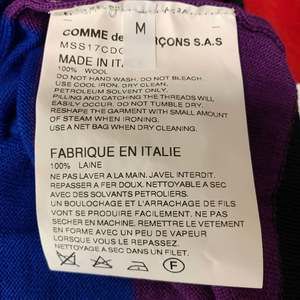 M
COMME des GARÇONS S.A.S
MSS17CDG
MADE IN ITALY
100% WOOL
DO NOT HAND WASH. DO NOT BLEACH.
USE COOL IRON. DRY CLEAN.
PETROLEUM SOLVENT ONLY.
PILLING AND CATCHING THE THREADS WILL
EASILY OCCUR. DO NOT TUMBLE DRY.
RESHAPE THE GARMENT WITH SMALL AMOUNT
OF STEAM WHEN IRONING.
USE A NET BAG WHEN DRY CLEANING.
FABRIQUE EN ITALIE
100% LAINE
NE PAS LAVER A LA MAIN. JAVEL INTERDIT.
REPASSER A FER DOUX. NETTOYABLE A SEC
AVEC DES SOLVANTS PETROLIERS.
UN BOULOCHAGE ET L'ARRACHAGE DE FILS
VONT SE PRODUIRE FACILEMENT. NE PAS
SECHER EN MACHINE. REMETTRE LE VETEMENT
EN FORME AVEC UN PEU DE VAPEUR
LORSQUE VOUS LE REPASSEZ.
NETTOYAGE A SEC DANS UN FILET.
F